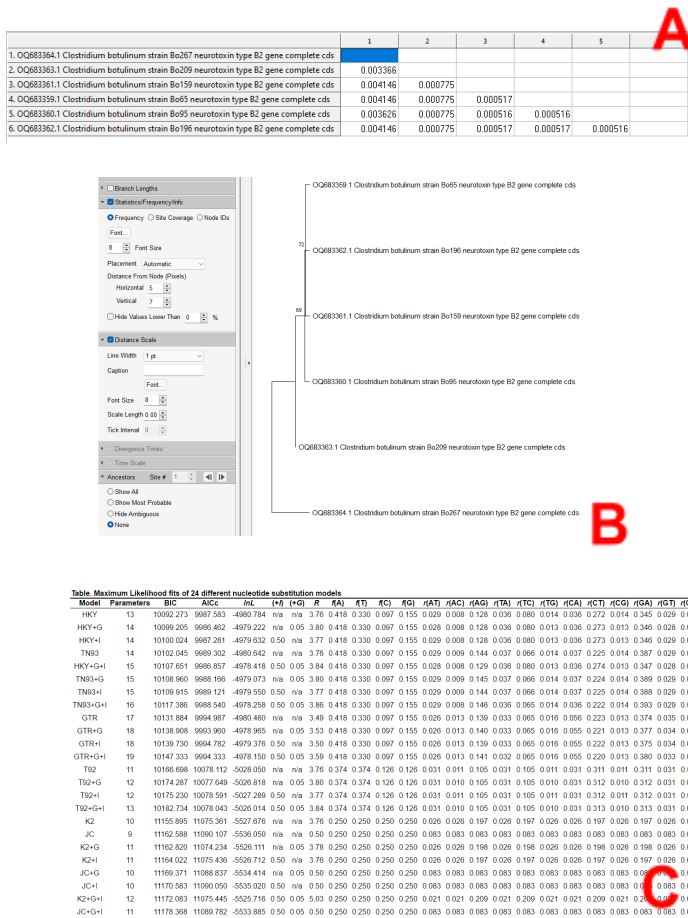 A
1 2 3 4 5
1. OQ683364.1 Clostridium botulinum strain Bo267 neurotoxin type B2 gene complete cds
2. OQ683363.1 Clostridium botulinum strain Bo209 neurotoxin type B2 gene complete cds 0.003366
3. OQ683361.1 Clostridium botulinum strain Bo159 neurotoxin type B2 gene complete cds 0.004146 0.000775
4. OQ683359.1 Clostridium botulinum strain Bo65 neurotoxin type B2 gene complete cds 0.004146 0.000775 0.000517
5. OQ683360.1 Clostridium botulinum strain Bo95 neurotoxin type B2 gene complete cds 0.003626 0.000775 0.000516 0.000516
6. OQ683362.1 Clostridium botulinum strain Bo196 neurotoxin type B2 gene complete cds 0.004146 0.000775 0.000517 0.000517 0.000516
Branch Lengths
Statistics/Frequency/Info
Frequency Site Coverage Node IDs
Font...
8 Font Size
Placement Automatic
Distance From Node (Pixels)
Horizontal 5
Vertical 7
Hide Values Lower Than 0 %
Distance Scale
Line Width 1 pt
Caption
Font...
Font Size 8
Scale Length 0.00
Tick Interval 0
Divergence Times
Time Scale
Ancestors Site # 1
Show All
Show Most Probable
Hide Ambiguous
None
OQ683359.1 Clostridium botulinum strain Bo65 neurotoxin type B2 gene complete cds
72
OQ683362.1 Clostridium botulinum strain Bo196 neurotoxin type B2 gene complete cds
69
OQ683361.1 Clostridium botulinum strain Bo159 neurotoxin type B2 gene complete cds
OQ683360.1 Clostridium botulinum strain Bo95 neurotoxin type B2 gene complete cds
OQ683363.1 Clostridium botulinum strain Bo209 neurotoxin type B2 gene complete cds
OQ683364.1 Clostridium botulinum strain Bo267 neurotoxin type B2 gene complete cds
B
Table. Maximum Likelihood fits of 24 different nucleotide substitution models
Model Parameters BIC AICc lnL (+I) (+G) R f(A) f(T) f(C) f(G) r(AT) r(AC) r(AG) r(TA) r(TC) r(TG) r(CA) r(CT) r(CG) r(GA) r(GT)
HKY 13 10092.273 9987.583 -4980.784 n/a n/a 3.76 0.418 0.330 0.097 0.155 0.029 0.008 0.128 0.036 0.080 0.014 0.036 0.272 0.014 0.345 0.029
HKY+G 14 10099.205 9986.462 -4979.222 n/a 0.05 3.80 0.418 0.330 0.097 0.155 0.028 0.008 0.128 0.036 0.080 0.013 0.036 0.273 0.013 0.346 0.028
HKY+I 14 10100.024 9987.281 -4979.632 0.50 n/a 3.77 0.418 0.330 0.097 0.155 0.028 0.008 0.128 0.036 0.080 0.013 0.036 0.273 0.013 0.346 0.029
TN93 14 10102.045 9989.302 -4980.642 n/a n/a 3.76 0.418 0.330 0.097 0.155 0.029 0.009 0.144 0.037 0.066 0.014 0.037 0.225 0.014 0.387 0.029
HKY+G+I 15 10107.651 9986.857 -4978.418 0.50 0.05 3.84 0.418 0.330 0.097 0.155 0.028 0.008 0.129 0.036 0.080 0.013 0.036 0.274 0.013 0.347 0.028
TN93+G 15 10108.960 9988.166 -4979.073 n/a 0.05 3.80 0.418 0.330 0.097 0.155 0.029 0.009 0.145 0.037 0.066 0.014 0.037 0.224 0.014 0.389 0.029
TN93+I 15 10109.915 9989.121 -4979.550 0.50 n/a 3.77 0.418 0.330 0.097 0.155 0.029 0.009 0.144 0.037 0.066 0.014 0.037 0.225 0.014 0.388 0.029
TN93+G+I 16 10117.386 9988.540 -4978.258 0.50 0.05 3.86 0.418 0.330 0.097 0.155 0.029 0.008 0.146 0.036 0.065 0.014 0.036 0.222 0.014 0.393 0.029
GTR 17 10131.884 9994.987 -4980.480 n/a n/a 3.49 0.418 0.330 0.097 0.155 0.026 0.013 0.139 0.033 0.065 0.016 0.056 0.223 0.013 0.374 0.035
GTR+G 18 10138.908 9993.960 -4978.965 n/a 0.05 3.53 0.418 0.330 0.097 0.155 0.026 0.013 0.140 0.033 0.065 0.016 0.055 0.221 0.013 0.377 0.034
GTR+I 18 10139.730 9994.782 -4979.376 0.50 n/a 3.50 0.418 0.330 0.097 0.155 0.026 0.013 0.139 0.033 0.065 0.016 0.055 0.222 0.013 0.375 0.034
GTR+G+I 19 10147.333 9994.333 -4978.150 0.50 0.05 3.59 0.418 0.330 0.097 0.155 0.026 0.013 0.141 0.032 0.065 0.016 0.055 0.220 0.013 0.380 0.033
T92 11 10166.698 10078.112 -5028.050 n/a n/a 3.76 0.374 0.374 0.126 0.126 0.031 0.011 0.105 0.031 0.105 0.011 0.031 0.311 0.011 0.311 0.031
T92+G 12 10174.287 10077.649 -5026.818 n/a 0.05 3.80 0.374 0.374 0.126 0.126 0.031 0.010 0.105 0.031 0.105 0.010 0.031 0.312 0.010 0.312 0.031
T92+I 12 10175.230 10078.591 -5027.289 0.50 n/a 3.77 0.374 0.374 0.126 0.126 0.031 0.011 0.105 0.031 0.105 0.011 0.031 0.312 0.011 0.312 0.031
T92+G+I 13 10182.734 10078.043 -5026.014 0.50 0.05 3.84 0.374 0.374 0.126 0.126 0.031 0.010 0.105 0.031 0.105 0.010 0.031 0.313 0.010 0.313 0.031
K2 10 11155.895 11075.361 -5527.676 n/a n/a 3.76 0.250 0.250 0.250 0.250 0.026 0.026 0.197 0.026 0.197 0.026 0.026 0.197 0.026 0.197 0.026
JC 9 11162.588 11090.107 -5536.050 n/a n/a 0.50 0.250 0.250 0.250 0.250 0.083 0.083 0.083 0.083 0.083 0.083 0.083 0.083 0.083 0.083 0.083
K2+G 11 11162.820 11074.234 -5526.111 n/a 0.05 3.78 0.250 0.250 0.250 0.250 0.026 0.026 0.198 0.026 0.198 0.026 0.026 0.198 0.026 0.198 0.026
K2+I 11 11164.022 11075.436 -5526.712 0.50 n/a 3.76 0.250 0.250 0.250 0.250 0.026 0.026 0.197 0.026 0.197 0.026 0.026 0.197 0.026 0.197 0.026
JC+G 10 11169.371 11088.837 -5534.414 n/a 0.05 0.50 0.250 0.250 0.250 0.250 0.083 0.083 0.083 0.083 0.083 0.083 0.083 0.083 0.083
JC+I 10 11170.583 11090.050 -5535.020 0.50 n/a 0.50 0.250 0.250 0.250 0.250 0.083 0.083 0.083 0.083 0.083 0.083 0.083 0.083 0.083
K2+G+I 12 11172.083 11075.445 -5525.716 0.50 0.05 5.03 0.250 0.250 0.250 0.250 0.021 0.021 0.209 0.021 0.209 0.021 0.021 0.209 0.021
JC+G+I 11 11178.368 11089.782 -5533.885 0.50 0.05 0.50 0.250 0.250 0.250 0.250 0.083 0.083 0.083 0.083 0.083 0.083 0.083 0.083 0.083
C